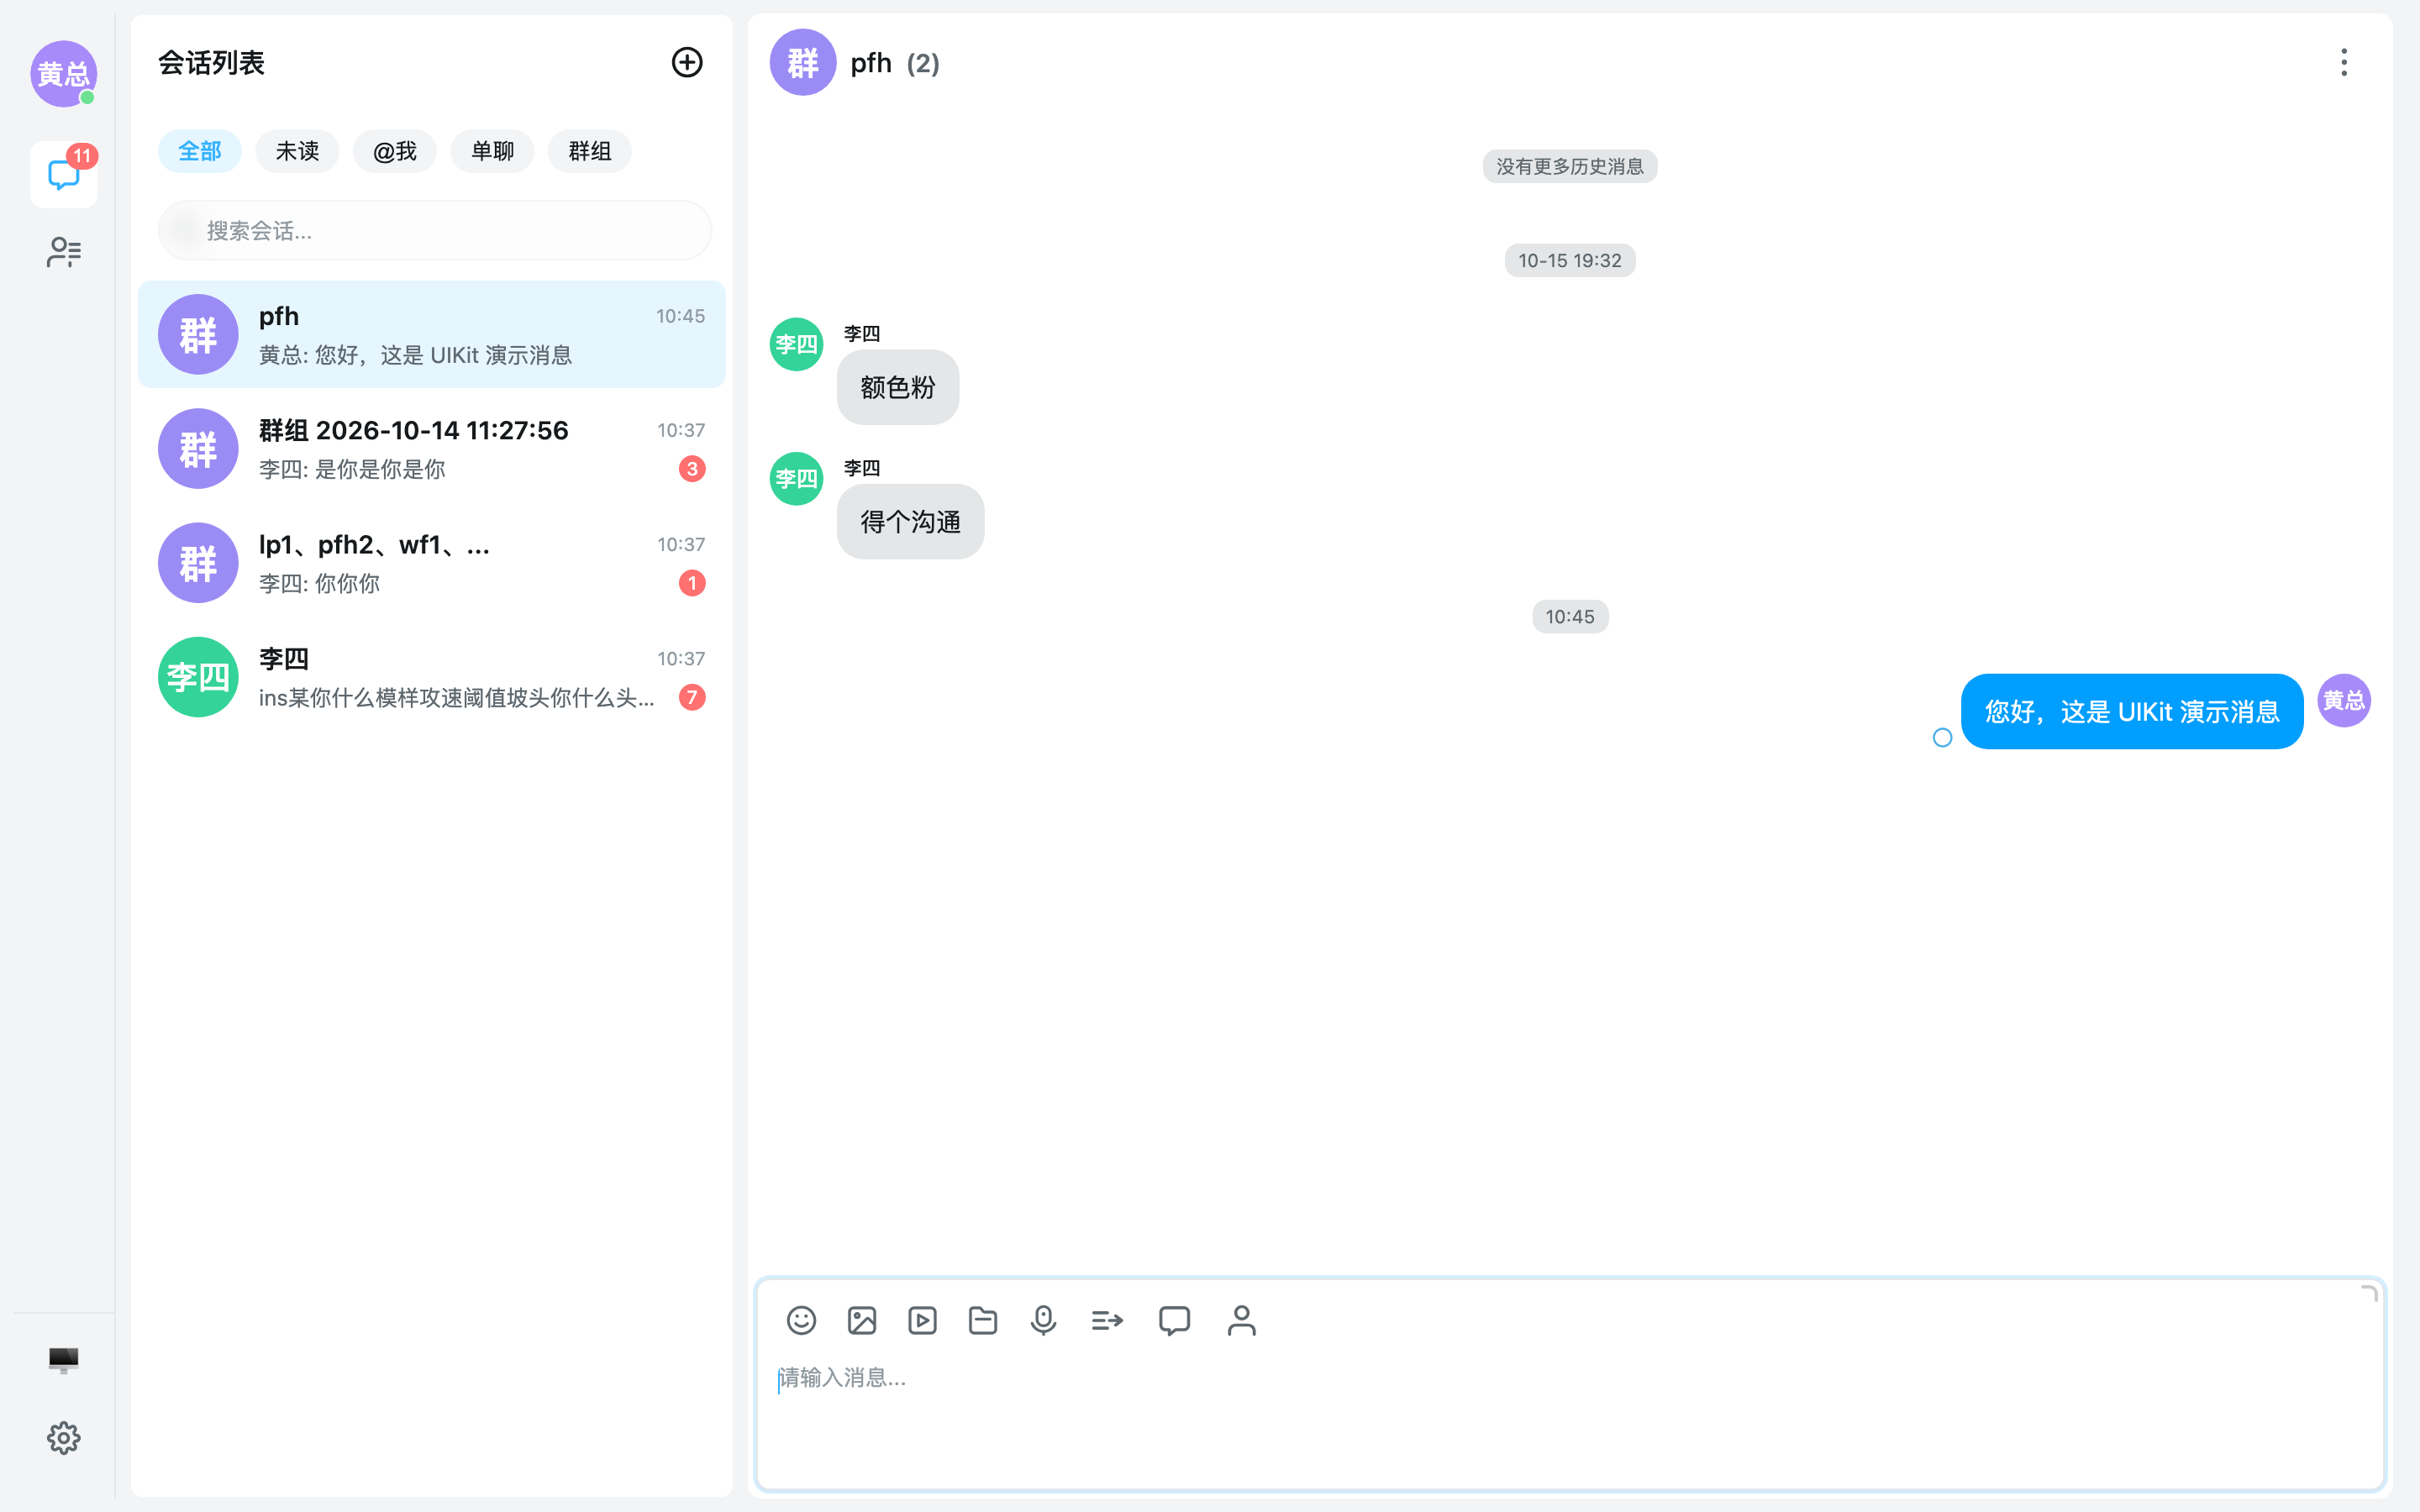 黄总
11
会话列表
全部 未读 @我 单聊 群组
搜索会话...
群 pfh 10:45
黄总: 您好，这是 UIKit 演示消息
群 群组 2026-10-14 11:27:56 10:37
李四: 是你是你是你 3
群 lp1、pfh2、wf1、... 10:37
李四: 你你你 1
李四 李四 10:37
ins某你什么模样攻速阈值坡头你什么头... 7
群 pfh (2)
没有更多历史消息
10-15 19:32
李四 李四
额色粉
李四 李四
得个沟通
10:45
您好，这是 UIKit 演示消息 黄总
请输入消息...